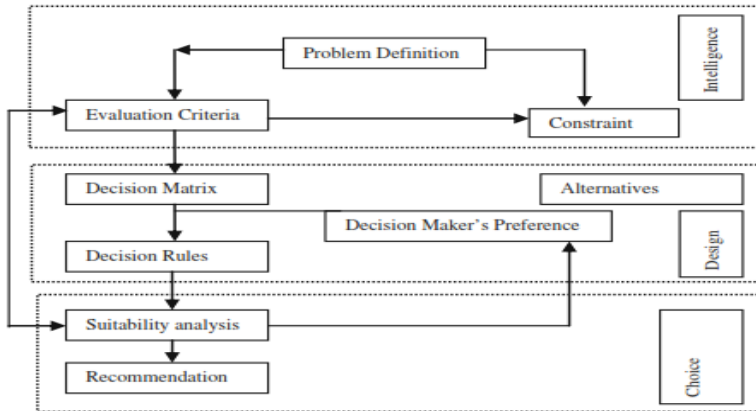 Problem Definition
Intelligence
Evaluation Criteria
Constraint
Decision Matrix
Alternatives
Decision Maker's Preference
Design
Decision Rules
Suitability analysis
Choice
Recommendation